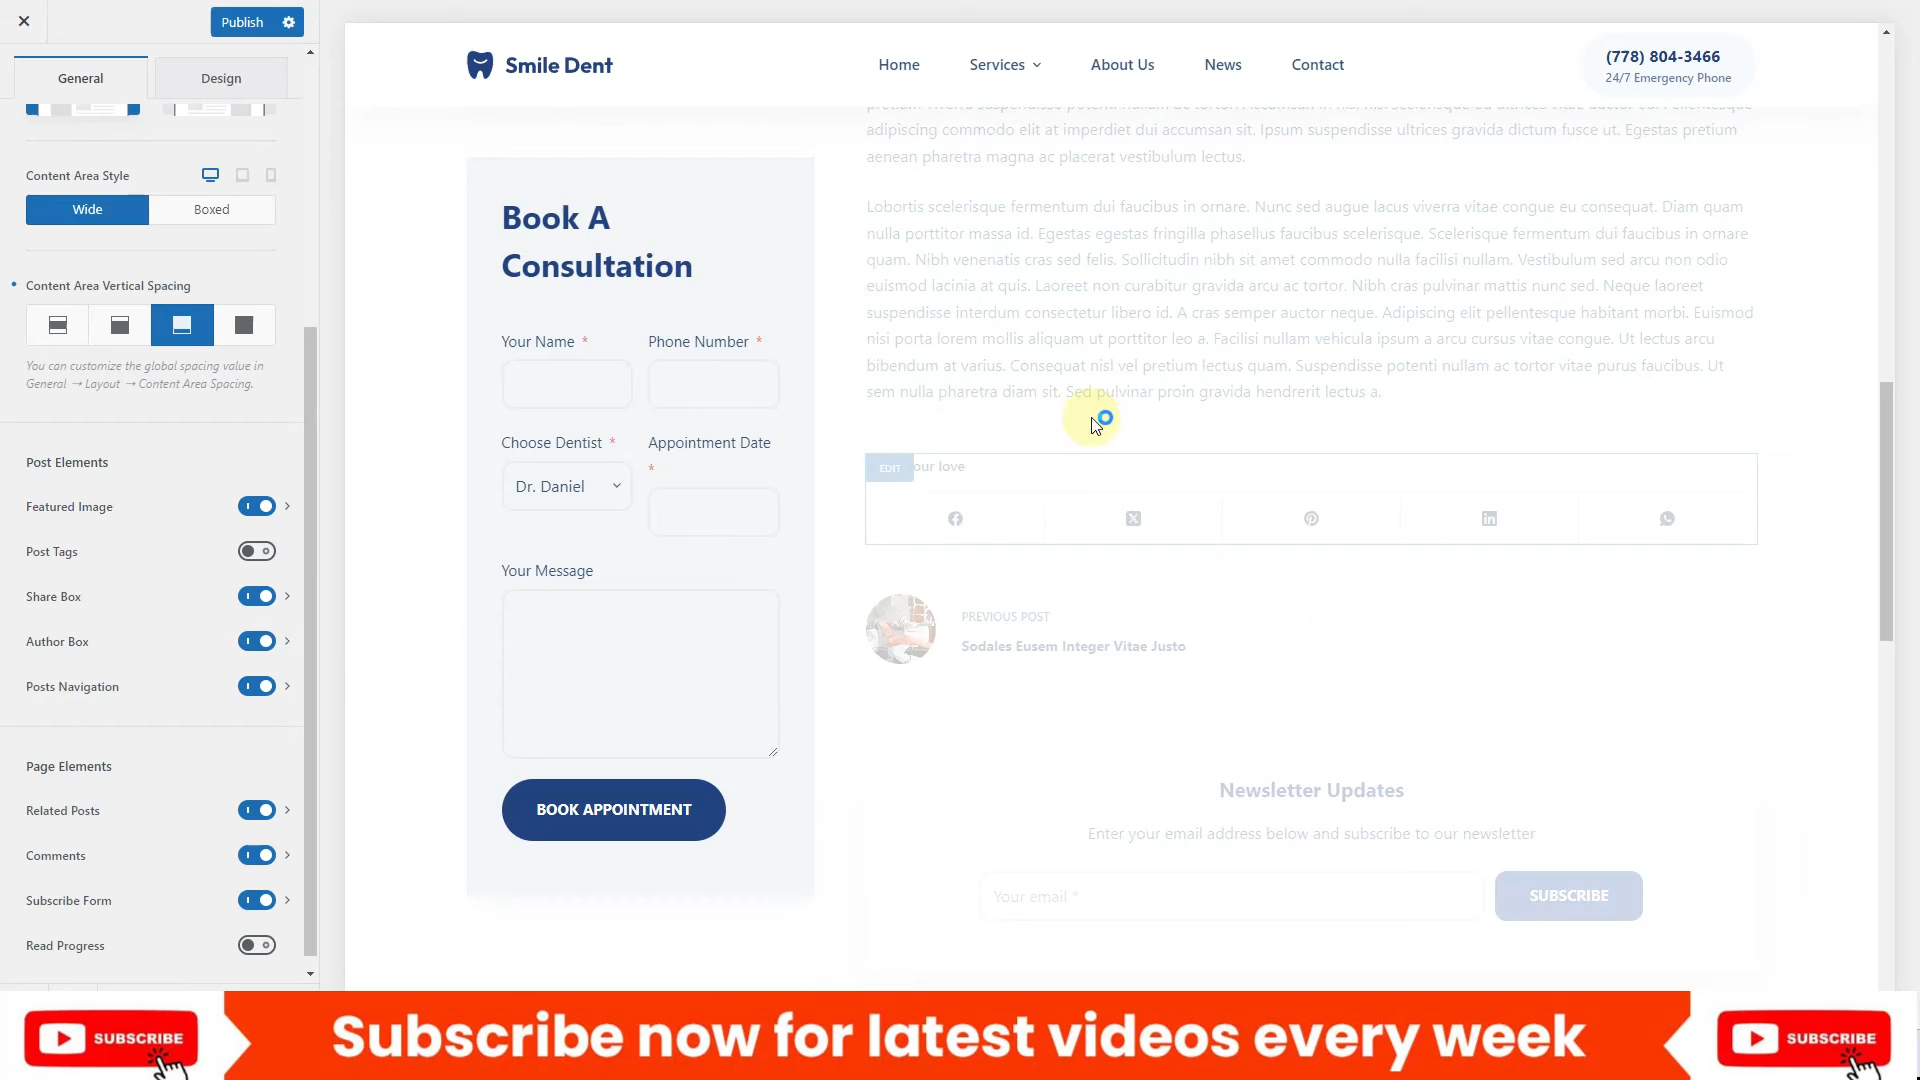 Publish
General
Design
Content Area Style
Wide
Boxed
Content Area Vertical Spacing
You can customize the global spacing value in
General → Layout → Content Area Spacing.
Post Elements
Featured Image
Post Tags
Share Box
Author Box
Posts Navigation
Page Elements
Related Posts
Comments
Subscribe Form
Read Progress
Smile Dent
Home
Services
About Us
News
Contact
(778) 804-3466
24/7 Emergency Phone
Book A
Consultation
Your Name *
Phone Number *
Choose Dentist *
Appointment Date
*
Dr. Daniel
Your Message
BOOK APPOINTMENT
adipiscing commodo elit at imperdiet dui accumsan sit. Ipsum suspendisse ultrices gravida dictum fusce ut. Egestas pretium
aenean pharetra magna ac placerat vestibulum lectus.
Lobortis scelerisque fermentum dui faucibus in ornare. Nunc sed augue lacus viverra vitae congue eu consequat. Diam quam
nulla porttitor massa id. Egestas egestas fringilla phasellus faucibus scelerisque. Scelerisque fermentum dui faucibus in ornare
quam. Nibh venenatis cras sed felis. Sollicitudin nibh sit amet commodo nulla facilisi nullam. Vestibulum sed arcu non odio
euismod lacinia at quis. Laoreet non curabitur gravida arcu ac tortor. Nibh cras pulvinar mattis nunc sed. Neque laoreet
suspendisse interdum consectetur libero id. A cras semper auctor neque. Adipiscing elit pellentesque habitant morbi. Euismod
nisi porta lorem mollis aliquam ut porttitor leo a. Facilisi nullam vehicula ipsum a arcu cursus vitae congue. Ut lectus arcu
bibendum at varius. Consequat nisl vel pretium lectus quam. Suspendisse potenti nullam ac tortor vitae purus faucibus. Ut
sem nulla pharetra diam sit. Sed pulvinar proin gravida hendrerit lectus a.
EDIT our love
PREVIOUS POST
Sodales Eusem Integer Vitae Justo
Newsletter Updates
Enter your email address below and subscribe to our newsletter
Your email *
SUBSCRIBE
SUBSCRIBE
Subscribe now for latest videos every week
SUBSCRIBE